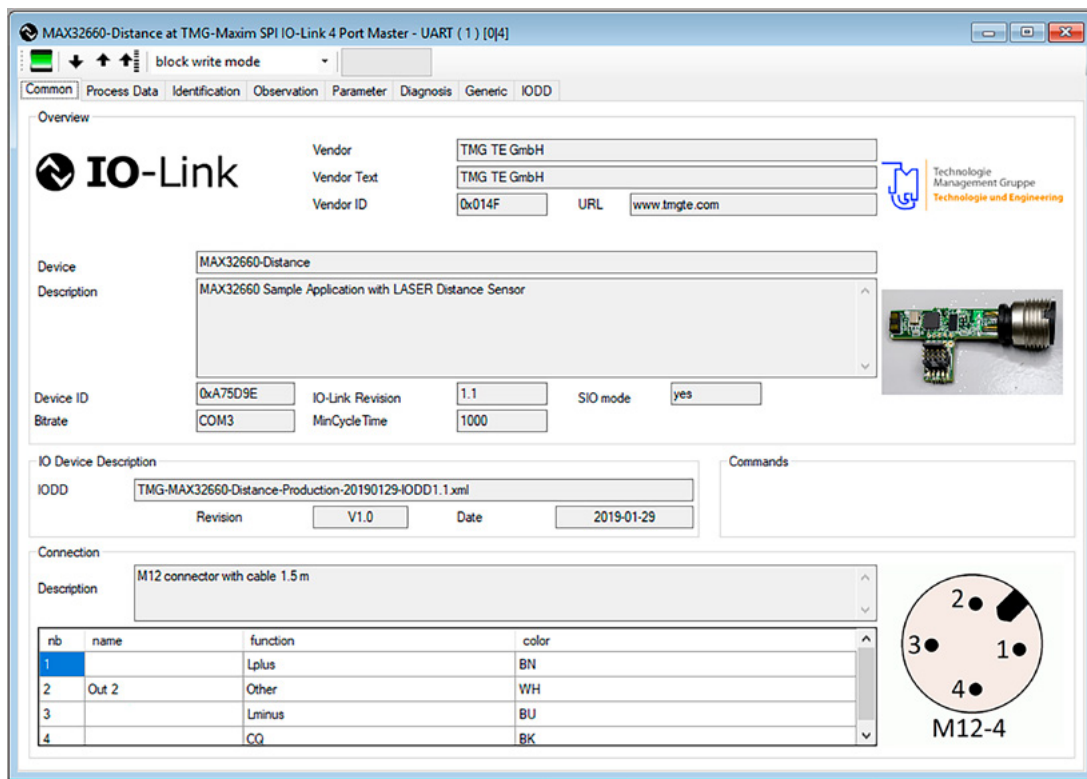 MAX32660-Distance at TMG-Maxim SPI IO-Link 4 Port Master - UART ( 1 ) [0|4]
block write mode
Common Process Data Identification Observation Parameter Diagnosis Generic IODD
Overview
IO-Link
Vendor TMG TE GmbH
Vendor Text TMG TE GmbH
Vendor ID 0x014F URL www.tmgte.com
Technologie
Management Gruppe
Technologie und Engineering
Device MAX32660-Distance
Description MAX32660 Sample Application with LASER Distance Sensor
Device ID 0xA75D9E IO-Link Revision 1.1 SIO mode yes
Bitrate COM3 MinCycleTime 1000
IO Device Description
Commands
IODD TMG-MAX32660-Distance-Production-20190129-IODD1.1.xml
Revision V1.0 Date 2019-01-29
Connection
Description M12 connector with cable 1.5 m
nb name function color
1 Lplus BN
2 Out 2 Other WH
3 Lminus BU
4 CQ BK
2
3 1
4
M12-4